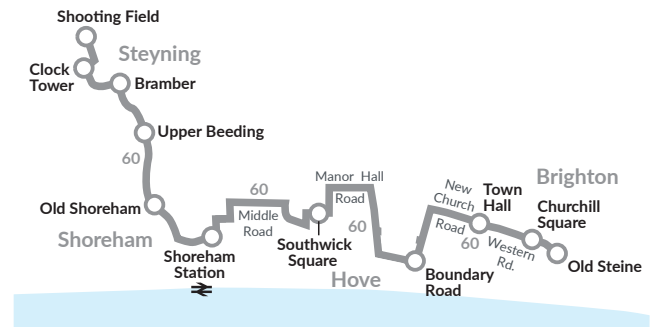 Shooting Field
Steyning
Clock
Tower
Bramber
Upper Beeding
60
Old Shoreham
Shoreham
Shoreham
Station
60
Middle
Road
Manor Hall
Road
Southwick
Square
60
Hove
Boundary
Road
New
Church
Road
60
Town
Hall
Western
Rd.
Brighton
Churchill
Square
Old Steine